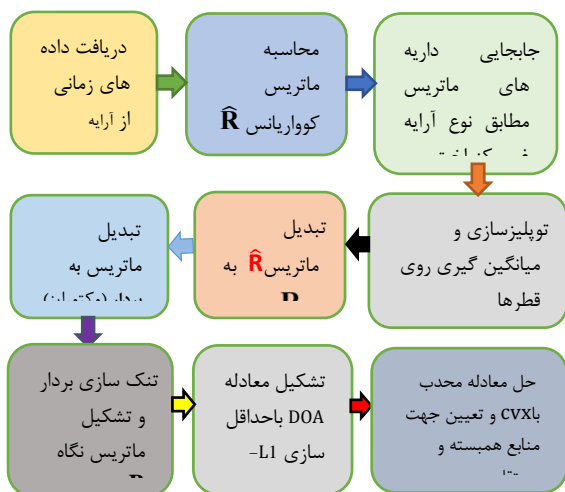 دریافت داده
های زمانی
از آرایه
محاسبه
ماتریس
کوواریانس R̂
جابجایی داریه
های ماتریس
مطابق نوع آرایه
توپلیزسازی و
میانگین گیری روی
قطرها
تبدیل
ماتریس R̂ به
تبدیل
ماتریس به
تنک سازی بردار
و تشکیل
ماتریس نگاه
تشکیل معادله
DOA باحداقل
سازی L1-
حل معادله محدب
باcvx و تعیین جهت
منابع همبسته و